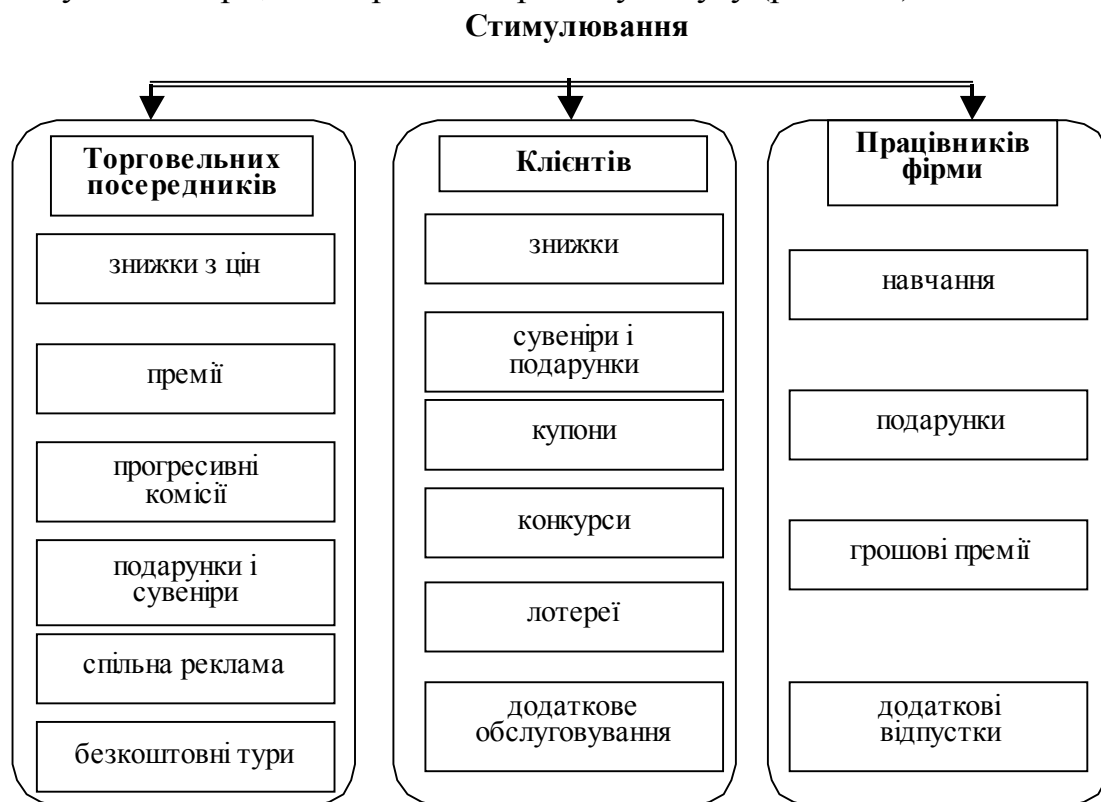 Стимулювання
Торговельних
посередників
знижки з цін
премії
прогресивні
комісії
подарунки і
сувеніри
спільна реклама
безкоштовні тури
Клієнтів
знижки
сувеніри і
подарунки
купони
конкурси
лотереї
додаткове
обслуговування
Працівників
фірми
навчання
подарунки
грошові премії
додаткові
відпустки